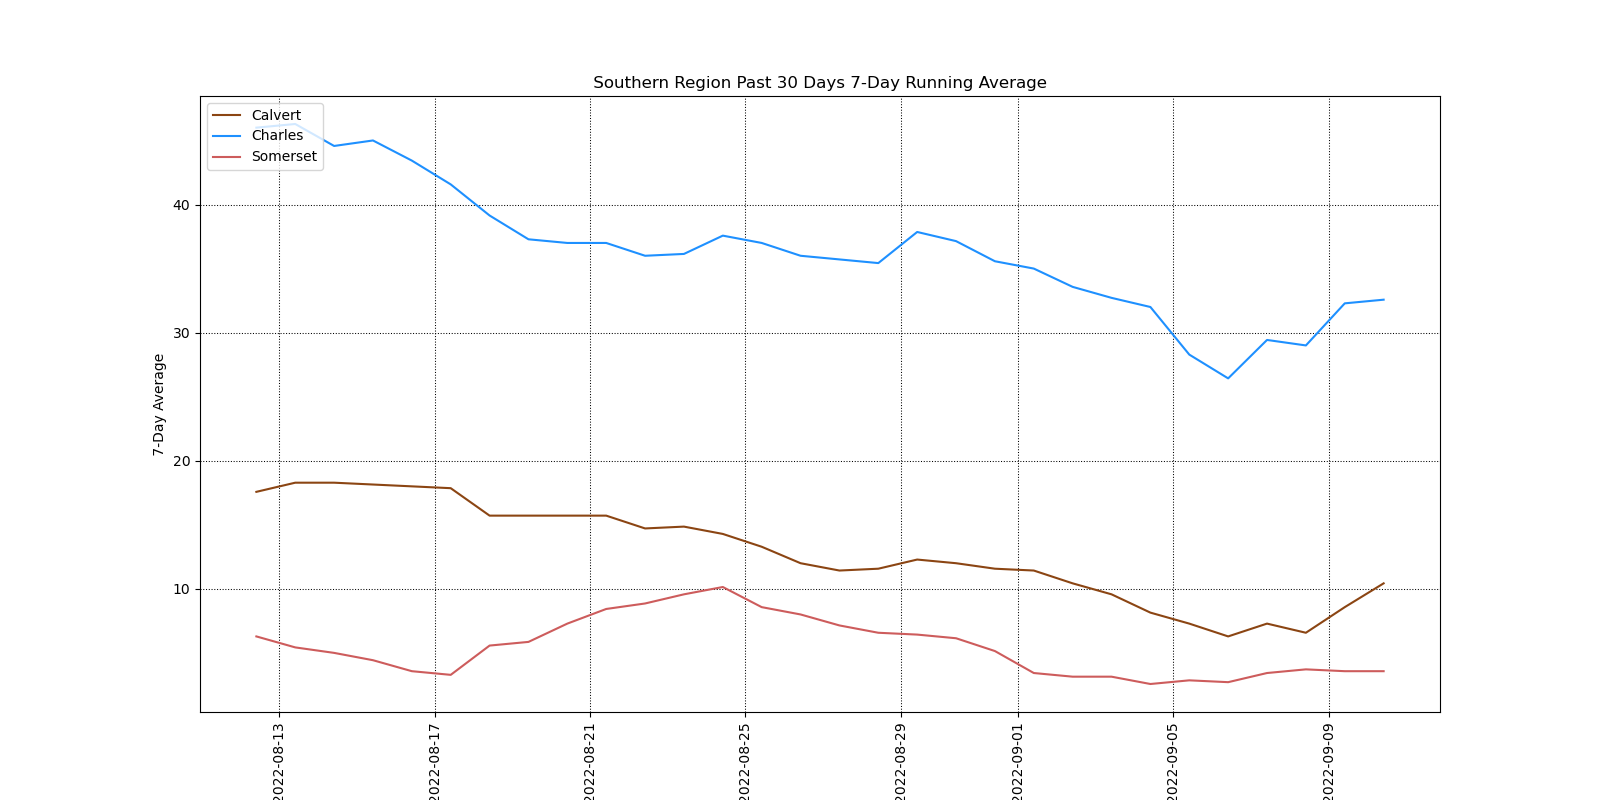 Southern Region Past 30 Days 7-Day Running Average
Calvert
Charles
Somerset
7-Day Average
40
30
20
10
2022-08-13
2022-08-17
2022-08-21
2022-08-25
2022-08-29
2022-09-01
2022-09-05
2022-09-09